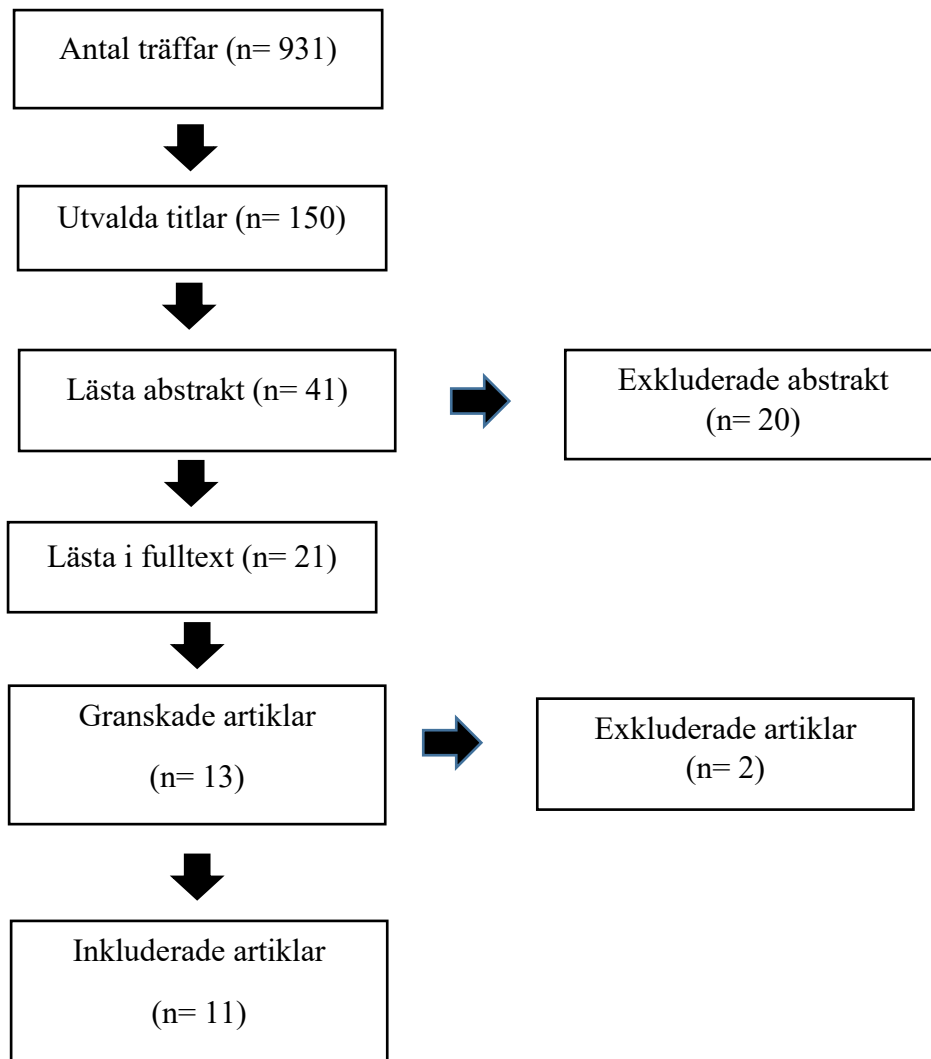 Antal träffar (n= 931)
Utvalda titlar (n= 150)
Lästa abstrakt (n= 41)
Exkluderade abstrakt
(n= 20)
Lästa i fulltext (n= 21)
Granskade artiklar
(n= 13)
Exkluderade artiklar
(n= 2)
Inkluderade artiklar
(n= 11)